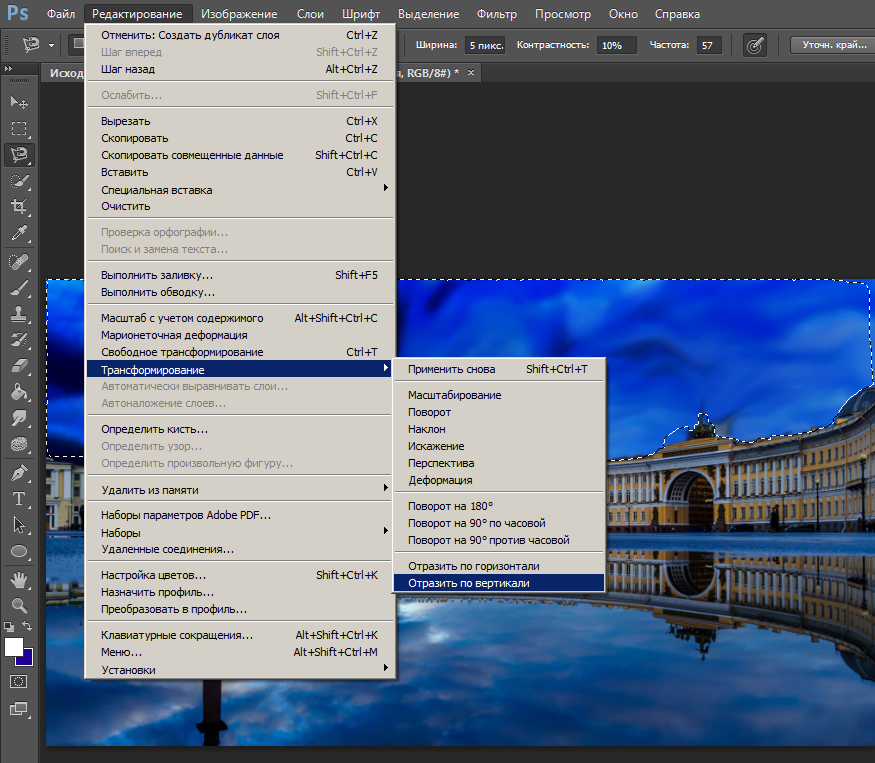 Ps Файл Редактирование Изображение Слои Шрифт Выделение Фильтр Просмотр Окно Справка
Ширина: 5 пикс. Контрастность: 10% Частота: 57 Уточн. край...
Исход
а, RGB/8#) * ×
Отменить: Создать дубликат слоя Ctrl+Z
Шаг вперед Shift+Ctrl+Z
Шаг назад Alt+Ctrl+Z
Ослабить... Shift+Ctrl+F
Вырезать Ctrl+X
Скопировать Ctrl+C
Скопировать совмещенные данные Shift+Ctrl+C
Вставить Ctrl+V
Специальная вставка
Очистить
Проверка орфографии...
Поиск и замена текста...
Выполнить заливку... Shift+F5
Выполнить обводку...
Масштаб с учетом содержимого Alt+Shift+Ctrl+C
Марионеточная деформация
Свободное трансформирование Ctrl+T
Трансформирование
Автоматически выравнивать слои...
Автоналожение слоев...
Определить кисть...
Определить узор...
Определить произвольную фигуру...
Удалить из памяти
Наборы параметров Adobe PDF...
Наборы
Удаленные соединения...
Настройка цветов... Shift+Ctrl+K
Назначить профиль...
Преобразовать в профиль...
Клавиатурные сокращения... Alt+Shift+Ctrl+K
Меню... Alt+Shift+Ctrl+M
Установки
Применить снова Shift+Ctrl+T
Масштабирование
Поворот
Наклон
Искажение
Перспектива
Деформация
Поворот на 180°
Поворот на 90° по часовой
Поворот на 90° против часовой
Отразить по горизонтали
Отразить по вертикали